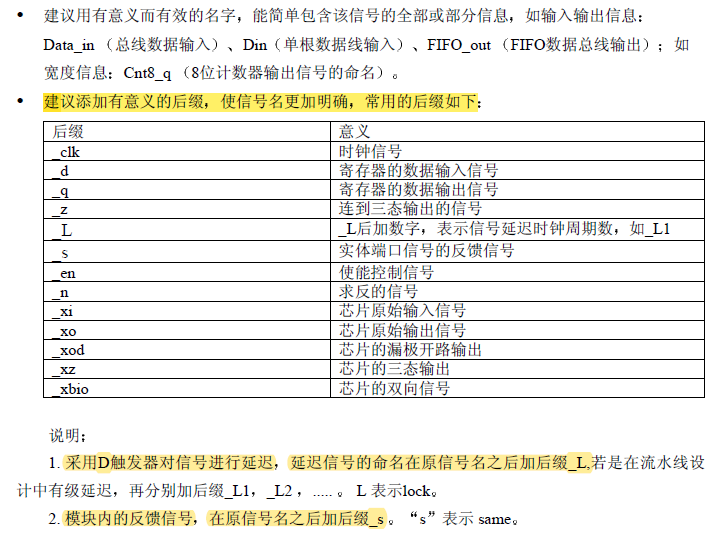 • 建议用有意义而有效的名字，能简单包含该信号的全部或部分信息，如输入输出信息：
Data_in （总线数据输入）、Din（单根数据线输入）、FIFO_out （FIFO数据总线输出）；如
宽度信息：Cnt8_q （8位计数器输出信号的命名）。
• 建议添加有意义的后缀，使信号名更加明确，常用的后缀如下：
后缀 意义
_clk 时钟信号
_d 寄存器的数据输入信号
_q 寄存器的数据输出信号
_z 连到三态输出的信号
_L _L后加数字，表示信号延迟时钟周期数，如_L1
_s 实体端口信号的反馈信号
_en 使能控制信号
_n 求反的信号
_xi 芯片原始输入信号
_xo 芯片原始输出信号
_xod 芯片的漏极开路输出
_xz 芯片的三态输出
_xbio 芯片的双向信号
说明：
1. 采用D触发器对信号进行延迟，延迟信号的命名在原信号名之后加后缀_L,若是在流水线设
计中有级延迟，再分别加后缀_L1，_L2 ，..... 。 L 表示lock。
2. 模块内的反馈信号，在原信号名之后加后缀_s 。“s”表示 same。